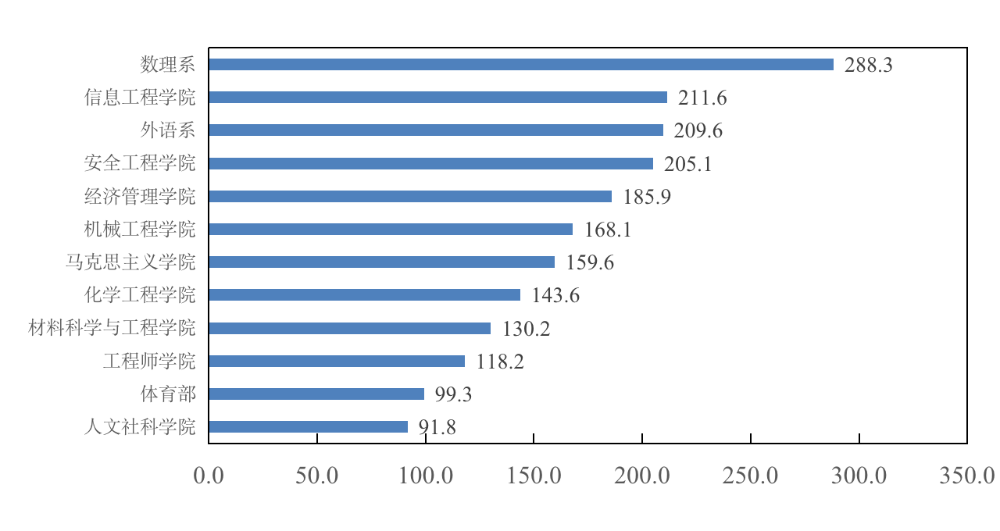 数理系 288.3
信息工程学院 211.6
外语系 209.6
安全工程学院 205.1
经济管理学院 185.9
机械工程学院 168.1
马克思主义学院 159.6
化学工程学院 143.6
材料科学与工程学院 130.2
工程师学院 118.2
体育部 99.3
人文社科学院 91.8
0.0 50.0 100.0 150.0 200.0 250.0 300.0 350.0